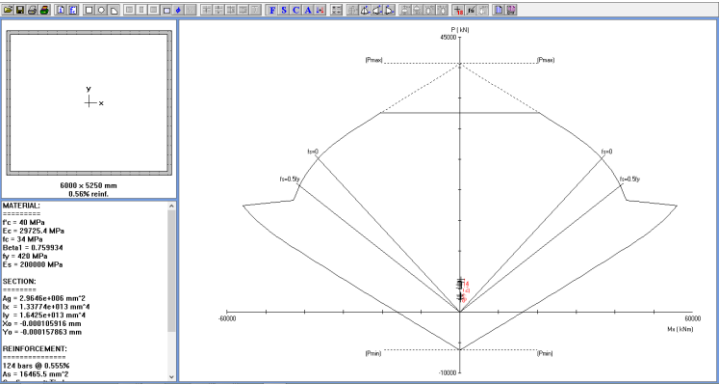 F S C A
y
x
6000 x 5250 mm
0.56% reinf.
MATERIAL:
=========
f'c = 40 MPa
Ec = 29725.4 MPa
fc = 34 MPa
Beta1 = 0.759934
fy = 420 MPa
Es = 200000 MPa
SECTION:
========
Ag = 2.9646e+006 mm^2
Ix = 1.33774e+013 mm^4
Iy = 1.6425e+013 mm^4
Xo = -0.000105916 mm
Yo = -0.000157863 mm
REINFORCEMENT:
==============
124 bars @ 0.555%
As = 16465.5 mm^2
P ( kN)
45000
(Pmax)
(Pmax)
fs=0
fs=0
fs=0.5fy
fs=0.5fy
-60000
60000
Mx ( kNm)
(Pmin)
(Pmin)
-10000